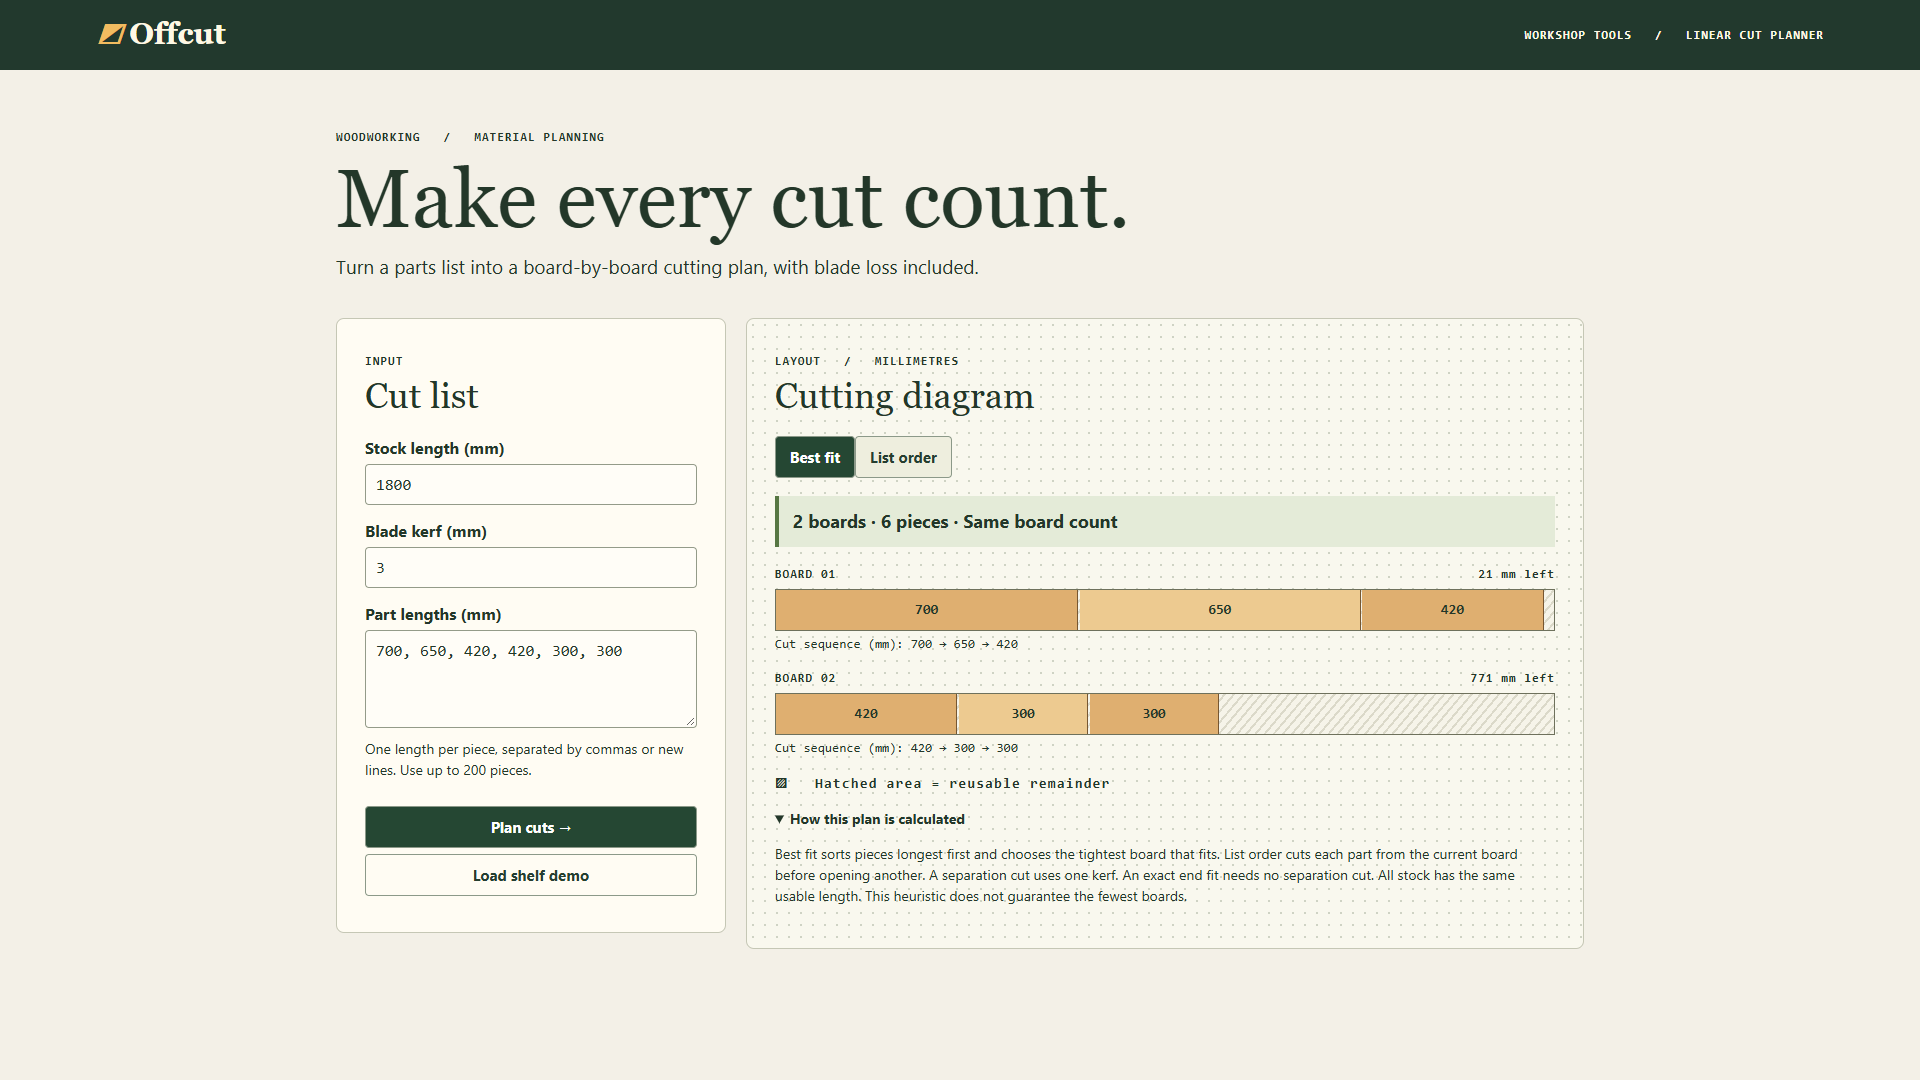 Offcut
WORKSHOP TOOLS / LINEAR CUT PLANNER
WOODWORKING / MATERIAL PLANNING
Make every cut count.
Turn a parts list into a board-by-board cutting plan, with blade loss included.
INPUT
Cut list
Stock length (mm)
1800
Blade kerf (mm)
3
Part lengths (mm)
700, 650, 420, 420, 300, 300
One length per piece, separated by commas or new
lines. Use up to 200 pieces.
Plan cuts →
Load shelf demo
LAYOUT / MILLIMETRES
Cutting diagram
Best fit List order
2 boards · 6 pieces · Same board count
BOARD 01 21 mm left
700 650 420
Cut sequence (mm): 700 → 650 → 420
BOARD 02 771 mm left
420 300 300
Cut sequence (mm): 420 → 300 → 300
▨ Hatched area = reusable remainder
▼ How this plan is calculated
Best fit sorts pieces longest first and chooses the tightest board that fits. List order cuts each part from the current board
before opening another. A separation cut uses one kerf. An exact end fit needs no separation cut. All stock has the same
usable length. This heuristic does not guarantee the fewest boards.